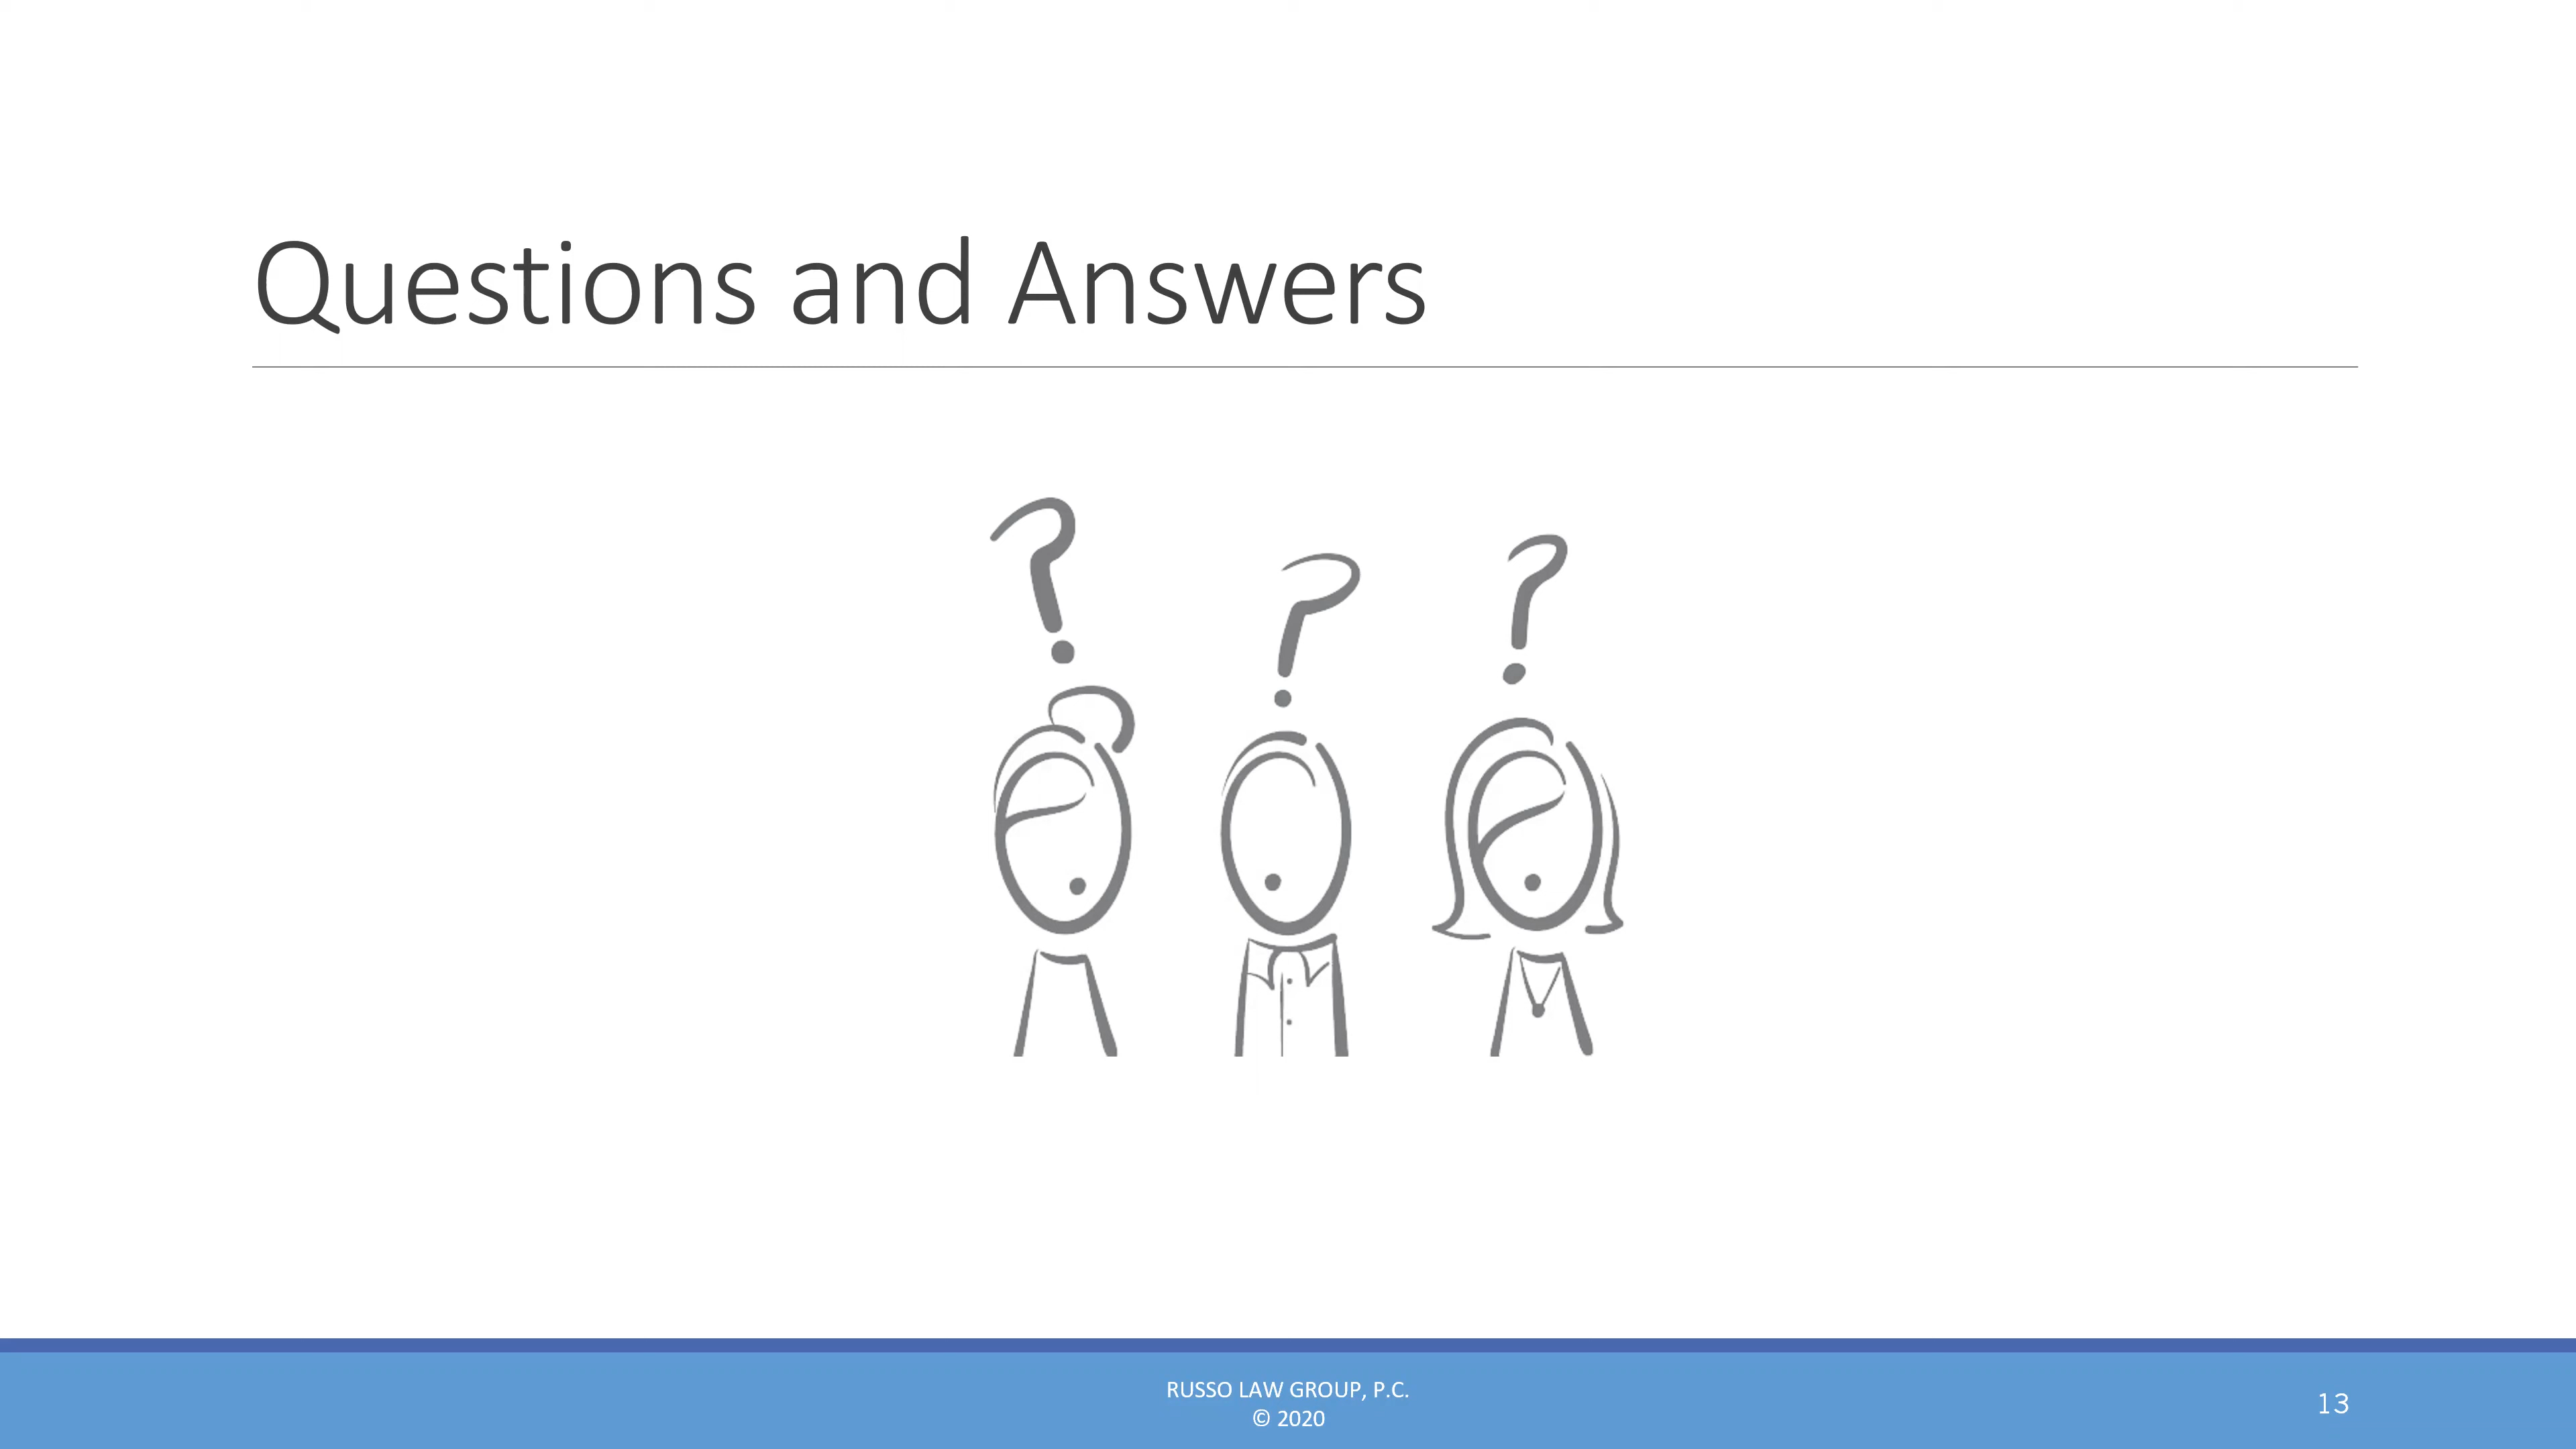 Questions and Answers
? ? ?
RUSSO LAW GROUP, P.C.
© 2020
13